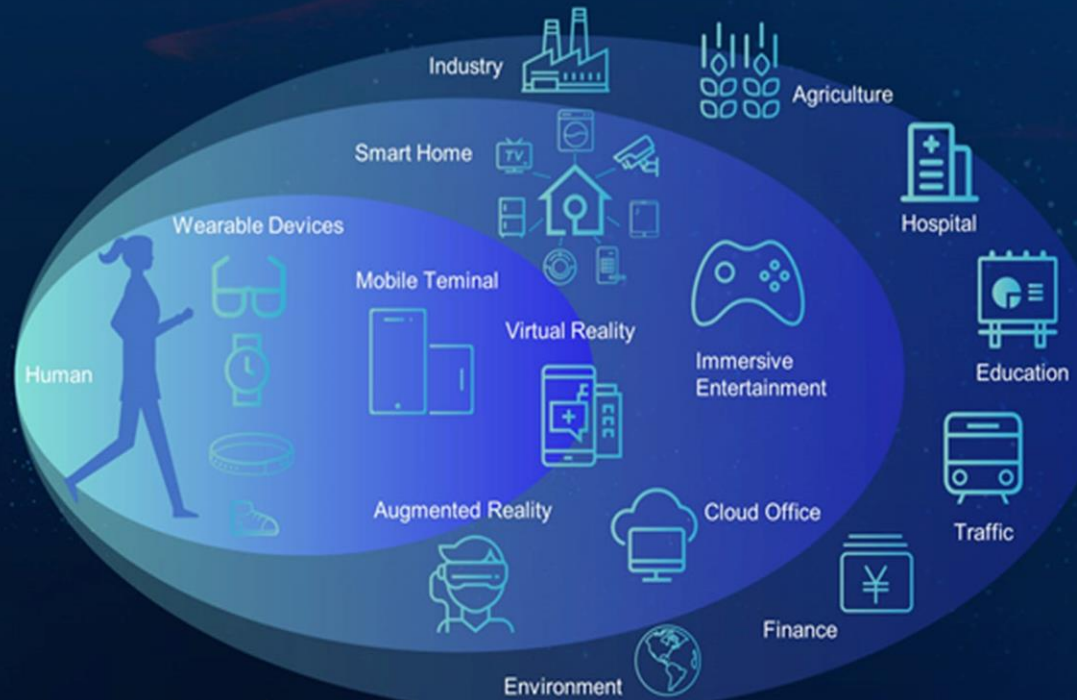 Industry
Agriculture
Smart Home
TV
Hospital
Wearable Devices
Mobile Teminal
Virtual Reality
Human
Immersive
Entertainment
Education
Augmented Reality
Cloud Office
Traffic
¥
Finance
Environment